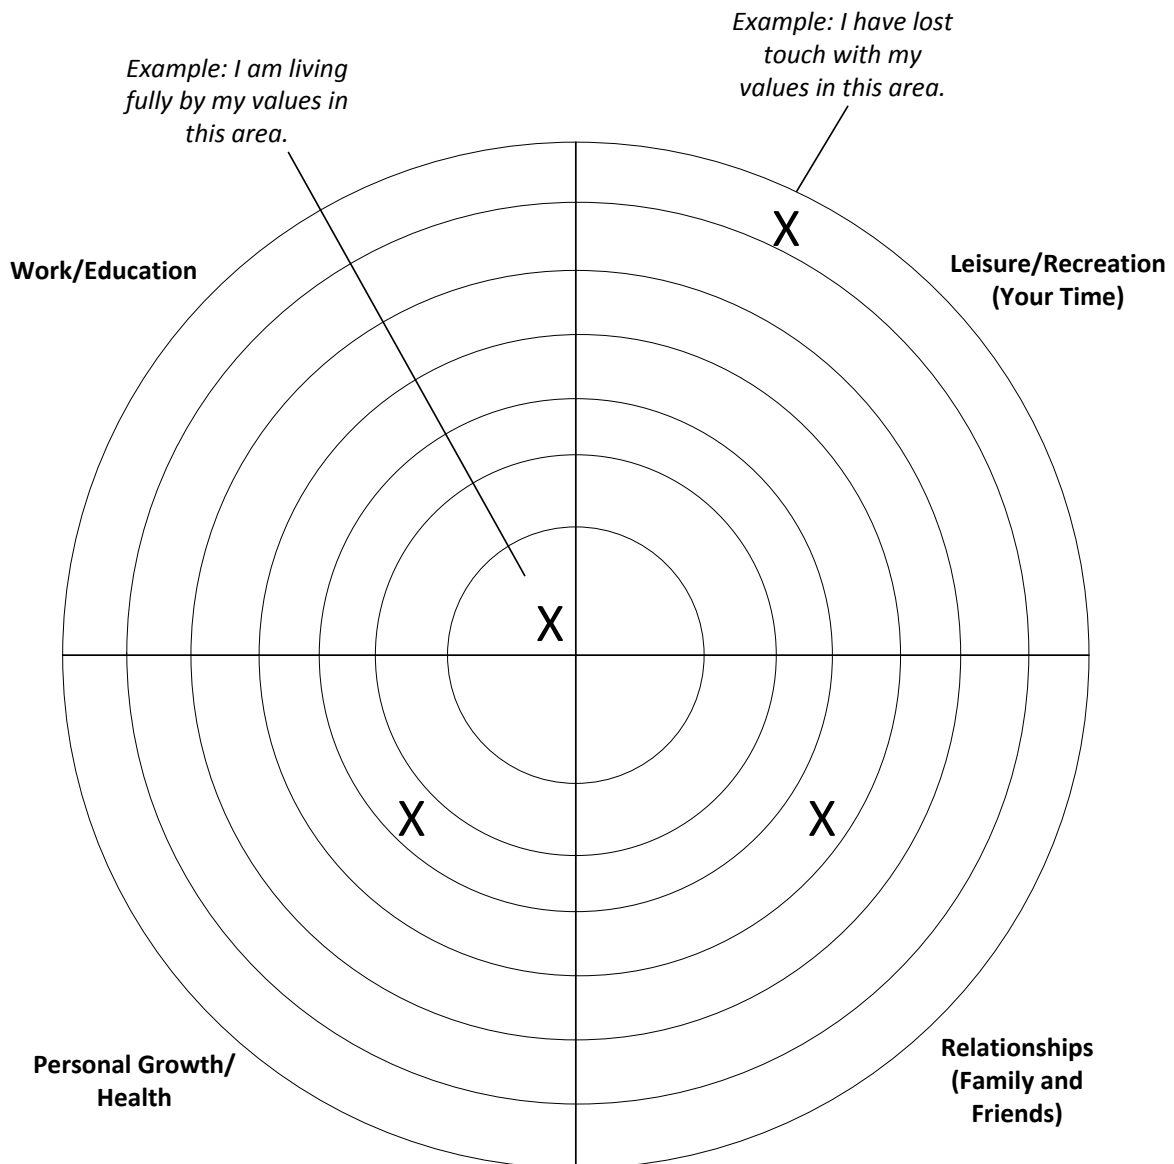 Example: I have lost
touch with my
values in this area.
Example: I am living
fully by my values in
this area.
X
Work/Education
Leisure/Recreation
(Your Time)
X
X
X
Personal Growth/
Health
Relationships
(Family and
Friends)